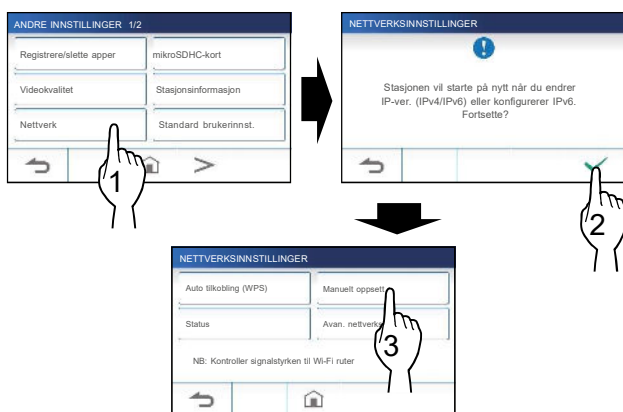 ANDRE INNSTILLINGER 1/2
Registrere/slette apper
mikroSDHC-kort
Videokvalitet
Stasjonsinformasjon
Nettverk
Standard brukerinnst.
1
NETTVERKSINNSTILLINGER
Stasjonen vil starte på nytt når du endrer
IP-ver. (IPv4/IPv6) eller konfigurerer IPv6.
Fortsette?
2
NETTVERKSINNSTILLINGER
Auto tilkobling (WPS)
Manuelt oppsett
Status
Avan. nettverks
NB: Kontroller signalstyrken til Wi-Fi ruter
3